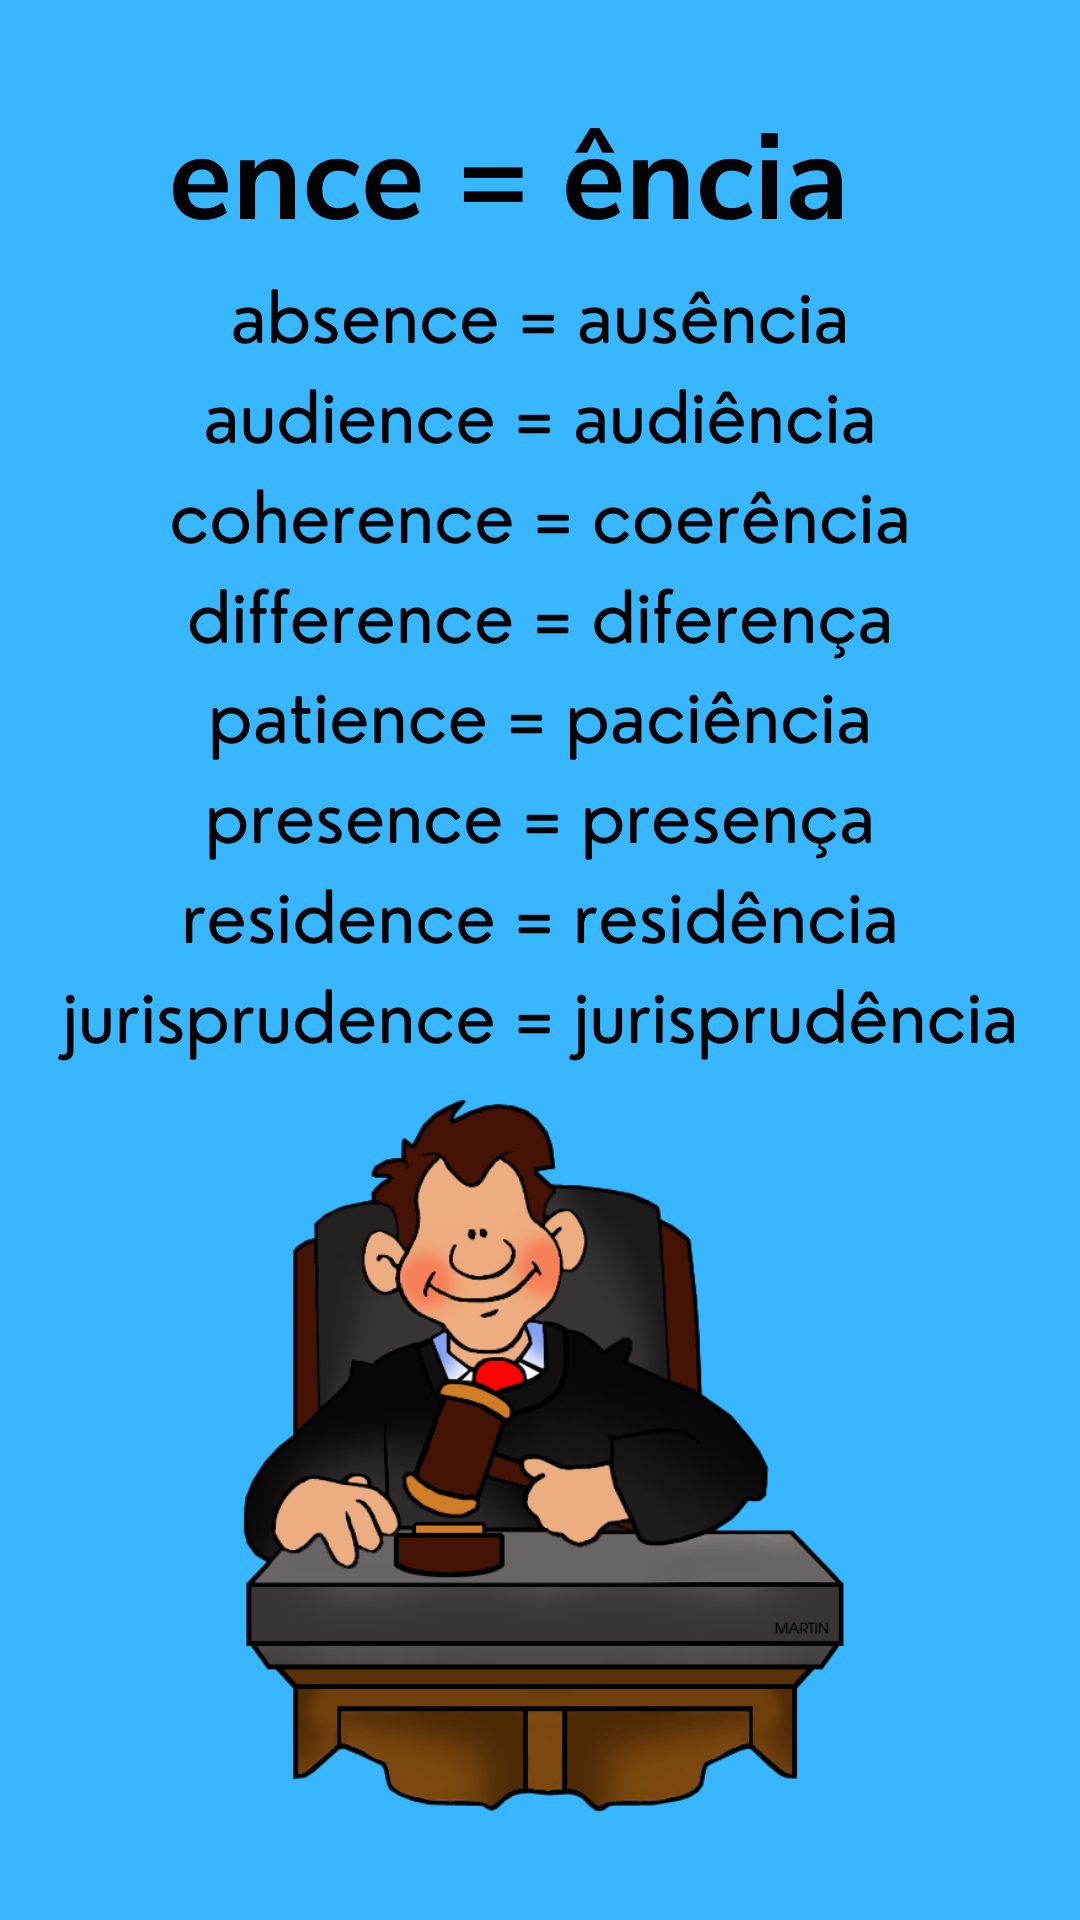 ence = ência
absence = ausência
audience = audiência
coherence = coerência
difference = diferença
patience = paciência
presence = presença
residence = residência
jurisprudence = jurisprudência
MARTIN